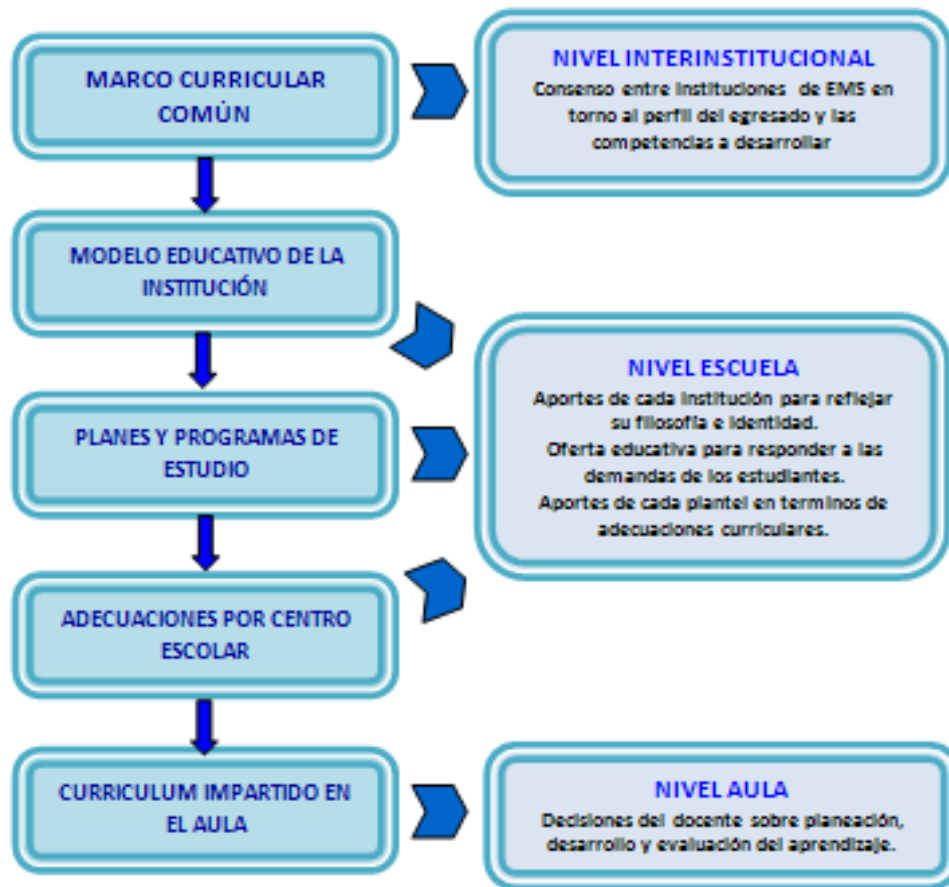 MARCO CURRICULAR
COMÚN
NIVEL INTERINSTITUCIONAL
Consenso entre instituciones de EMS en
torno al perfil del egresado y las
competencias a desarrollar
MODELO EDUCATIVO DE LA
INSTITUCIÓN
PLANES Y PROGRAMAS DE
ESTUDIO
NIVEL ESCUELA
Aportes de cada institución para reflejar
su filosofía e identidad.
Oferta educativa para responder a las
demandas de los estudiantes.
Aportes de cada plantel en terminos de
adecuaciones curriculares.
ADECUACIONES POR CENTRO
ESCOLAR
CURRICULUM IMPARTIDO EN
EL AULA
NIVEL AULA
Decisiones del docente sobre planeación,
desarrollo y evaluación del aprendizaje.